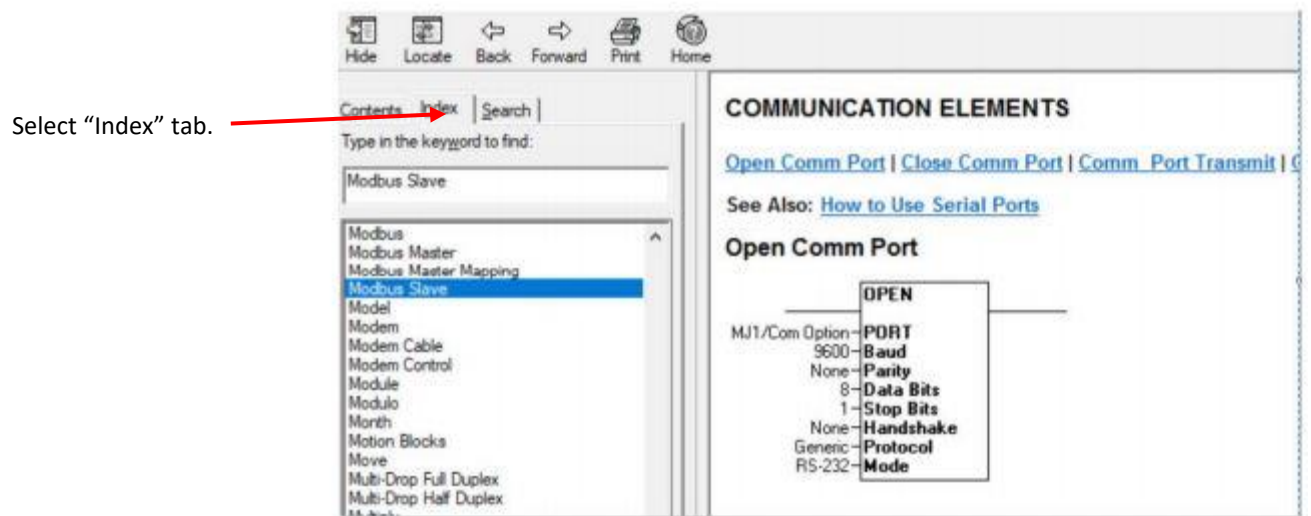 Hide Locate Back Forward Print Home
Select “Index” tab.
Contents Index Search
Type in the keyword to find:
Modbus Slave
Modbus
Modbus Master
Modbus Master Mapping
Modbus Slave
Model
Modem
Modem Cable
Modem Control
Module
Modulo
Month
Motion Blocks
Move
Multi-Drop Full Duplex
Multi-Drop Half Duplex
COMMUNICATION ELEMENTS
Open Comm Port | Close Comm Port | Comm Port Transmit |
See Also: How to Use Serial Ports
Open Comm Port
OPEN
MJ1/Com Option PORT
9600 Baud
None Parity
8 Data Bits
1 Stop Bits
None Handshake
Generic Protocol
RS-232 Mode